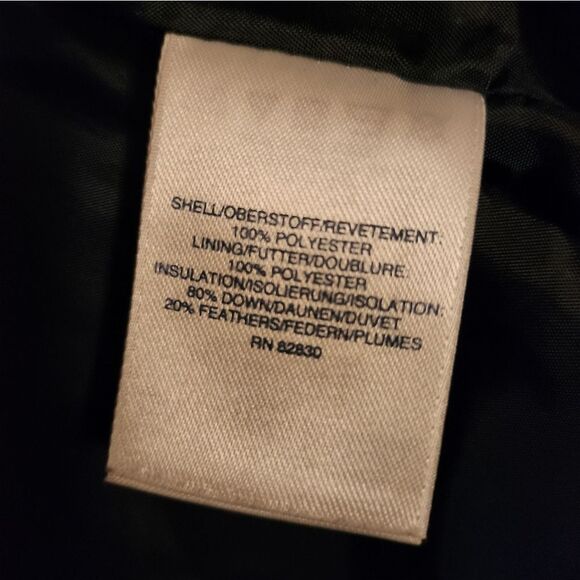 SHELL/OBERSTOFF/REVETEMENT:
100% POLYESTER
LINING/FUTTER/DOUBLURE:
100% POLYESTER
INSULATION/ISOLIERUNG/ISOLATION:
80% DOWN/DAUNEN/DUVET
20% FEATHERS/FEDERN/PLUMES
RN 82830